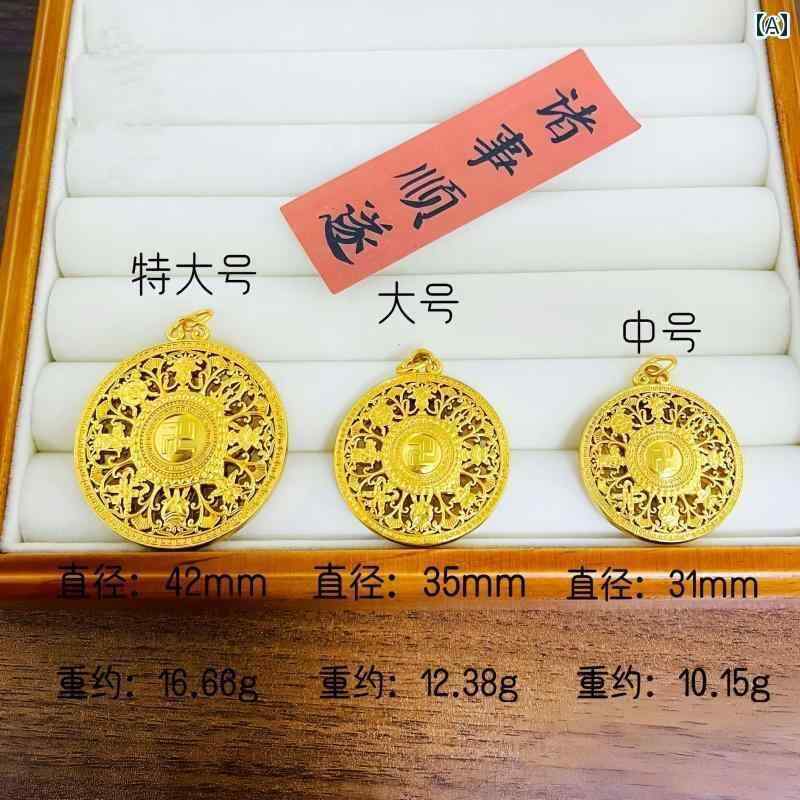 【A】
诸事顺遂
特大号
大号
中号
直径：42mm
直径：35mm
直径：31mm
重约：16.66g
重约：12.38g
重约：10.15g